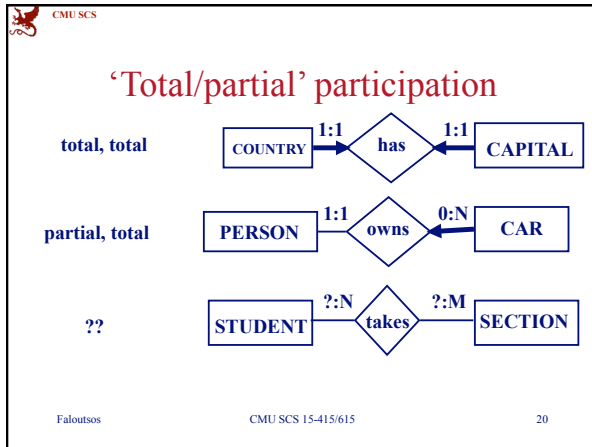 CMU SCS
‘Total/partial’ participation
total, total COUNTRY 1:1 has 1:1 CAPITAL
partial, total PERSON 1:1 owns 0:N CAR
?? STUDENT ?:N takes ?:M SECTION
Faloutsos CMU SCS 15-415/615 20